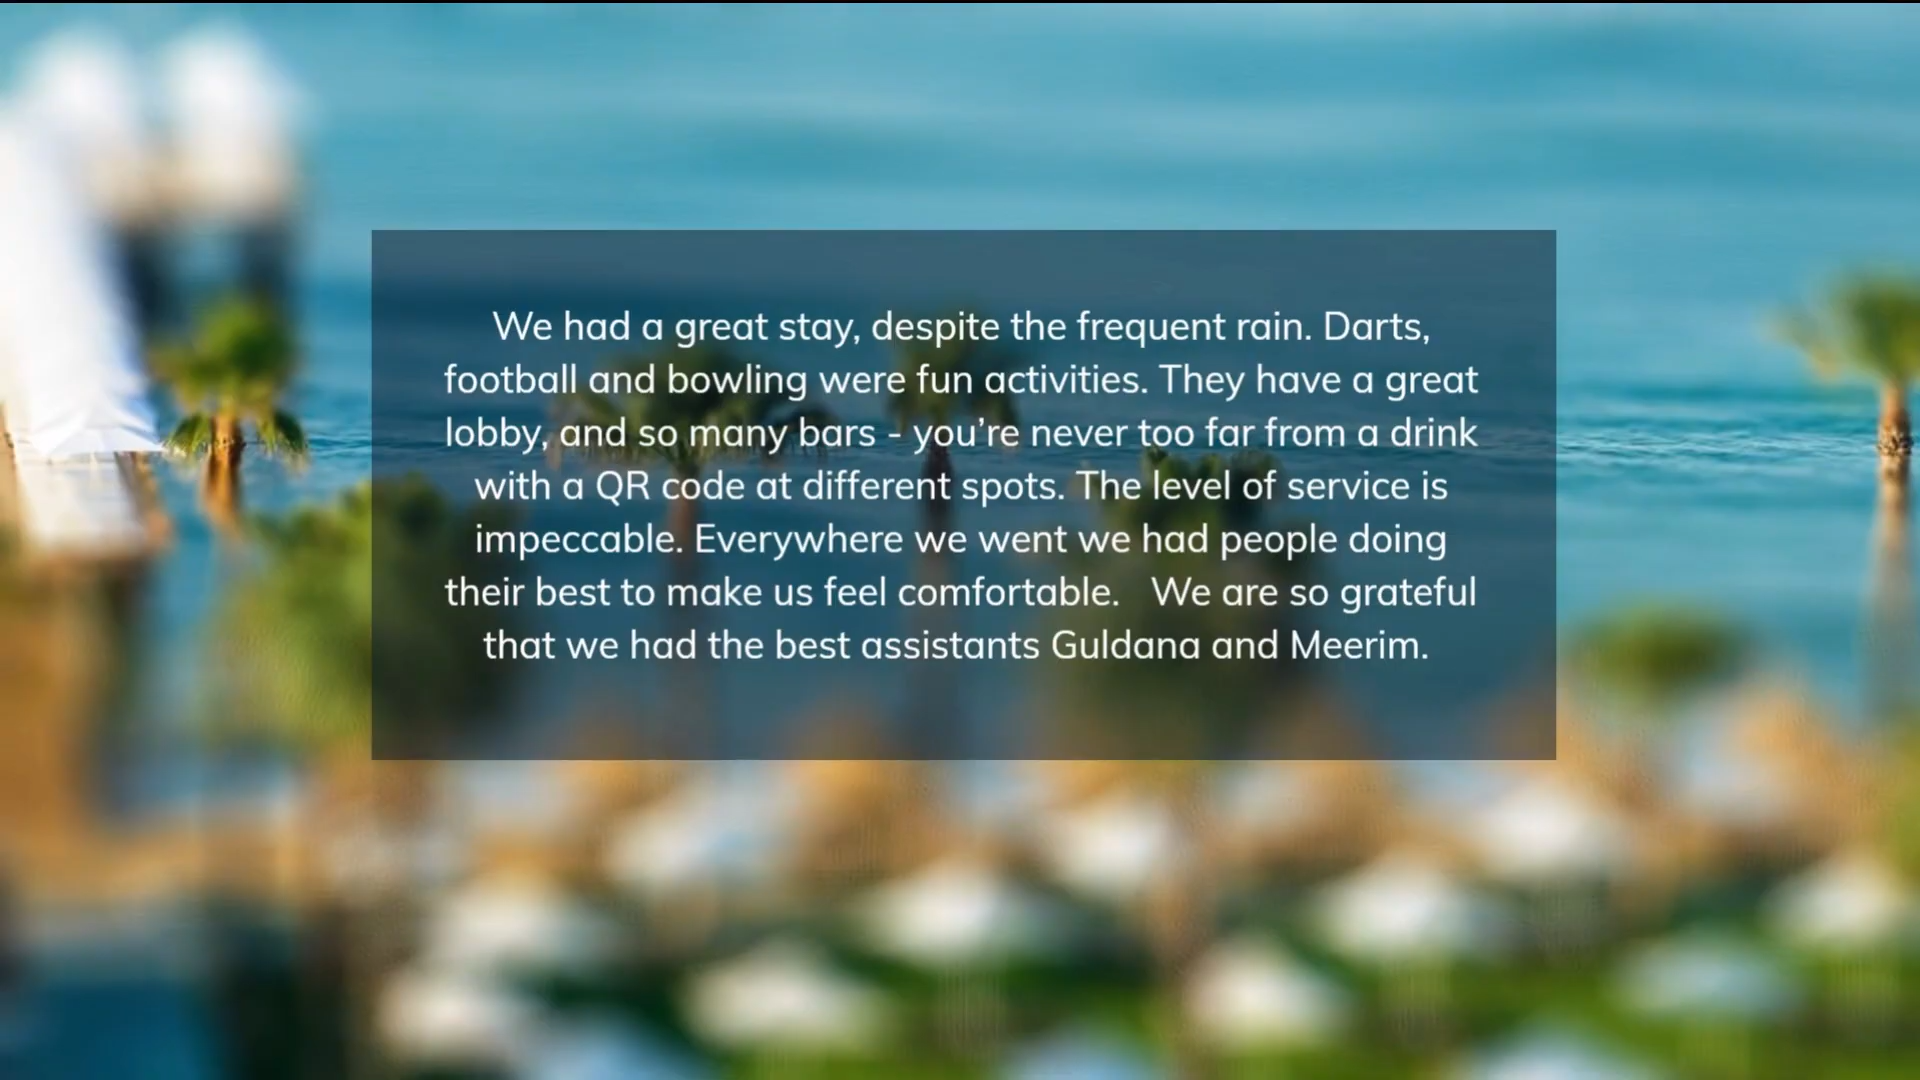 We had a great stay, despite the frequent rain. Darts,
football and bowling were fun activities. They have a great
lobby, and so many bars - you’re never too far from a drink
with a QR code at different spots. The level of service is
impeccable. Everywhere we went we had people doing
their best to make us feel comfortable.   We are so grateful
that we had the best assistants Guldana and Meerim.